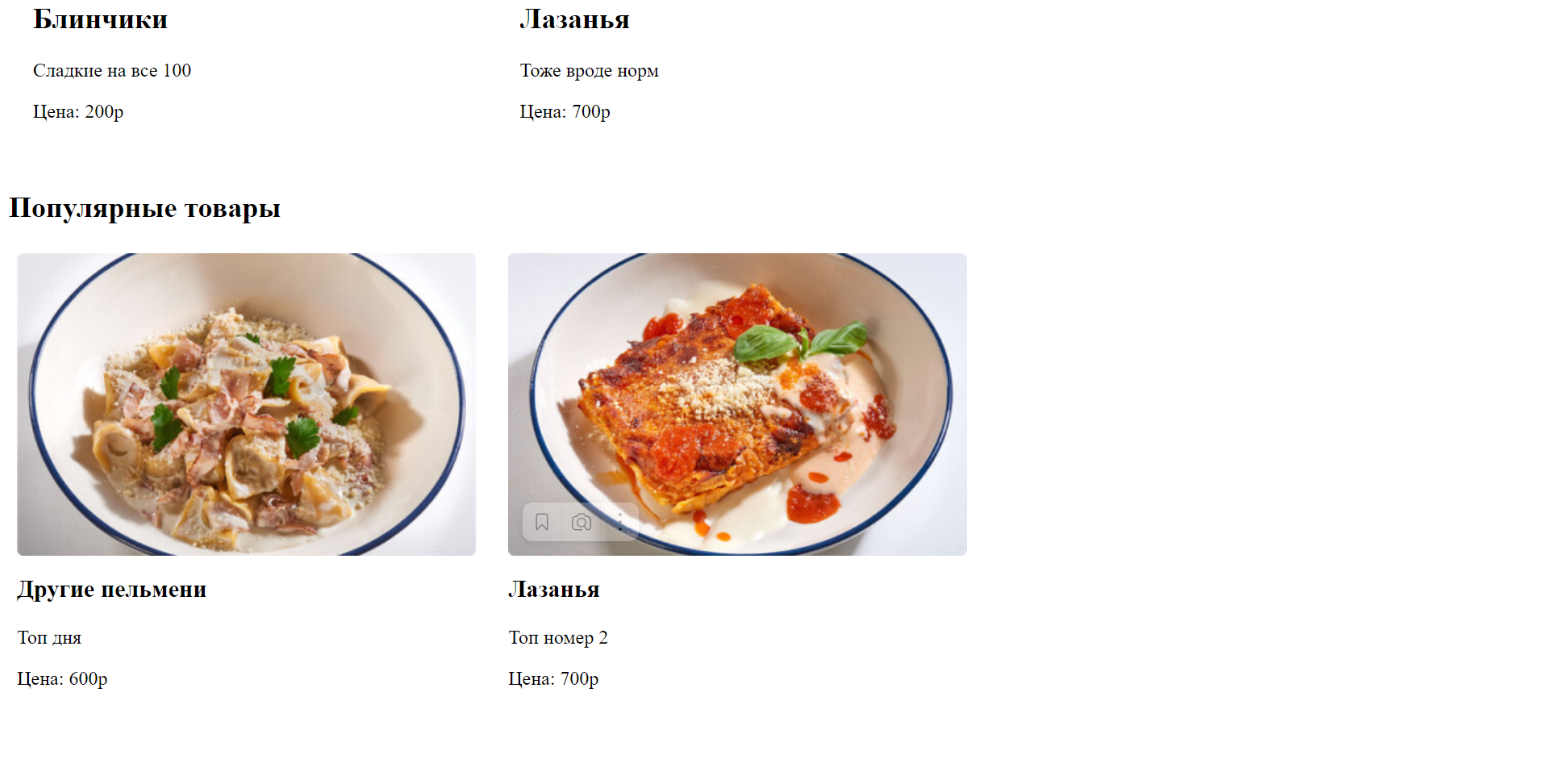 Блинчики
Сладкие на все 100
Цена: 200р
Лазанья
Тоже вроде норм
Цена: 700р
Популярные товары
Другие пельмени
Топ дня
Цена: 600р
Лазанья
Топ номер 2
Цена: 700р